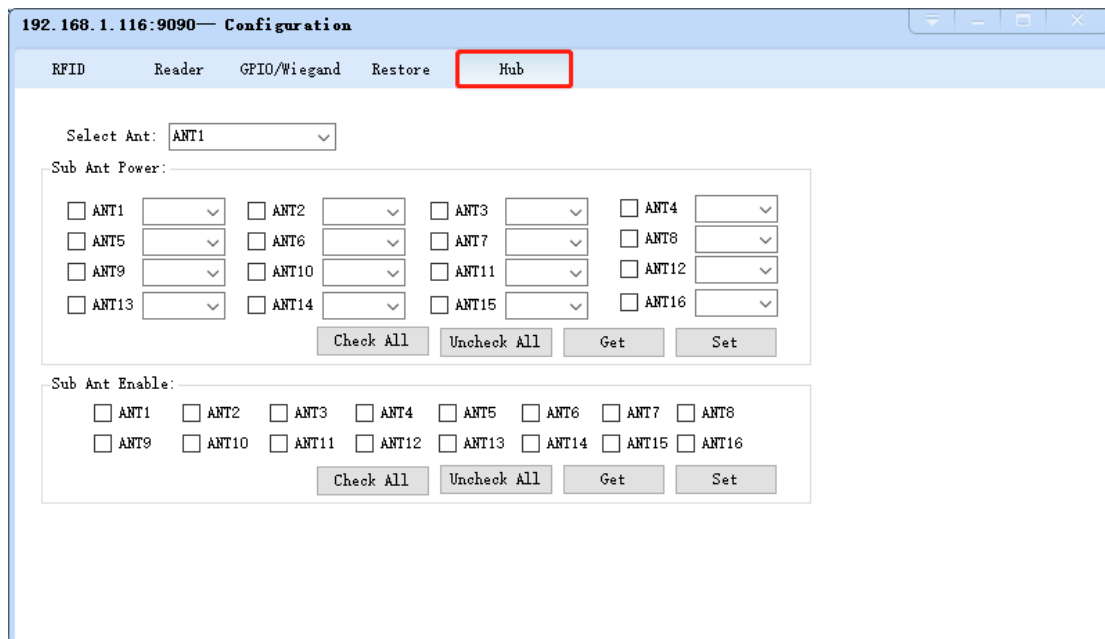 192.168.1.116:9090— Configuration
RFID Reader GPIO/Wiegand Restore Hub
Select Ant: ANT1
Sub Ant Power:
ANT1 ANT2 ANT3 ANT4
ANT5 ANT6 ANT7 ANT8
ANT9 ANT10 ANT11 ANT12
ANT13 ANT14 ANT15 ANT16
Check All Uncheck All Get Set
Sub Ant Enable:
ANT1 ANT2 ANT3 ANT4 ANT5 ANT6 ANT7 ANT8
ANT9 ANT10 ANT11 ANT12 ANT13 ANT14 ANT15 ANT16
Check All Uncheck All Get Set